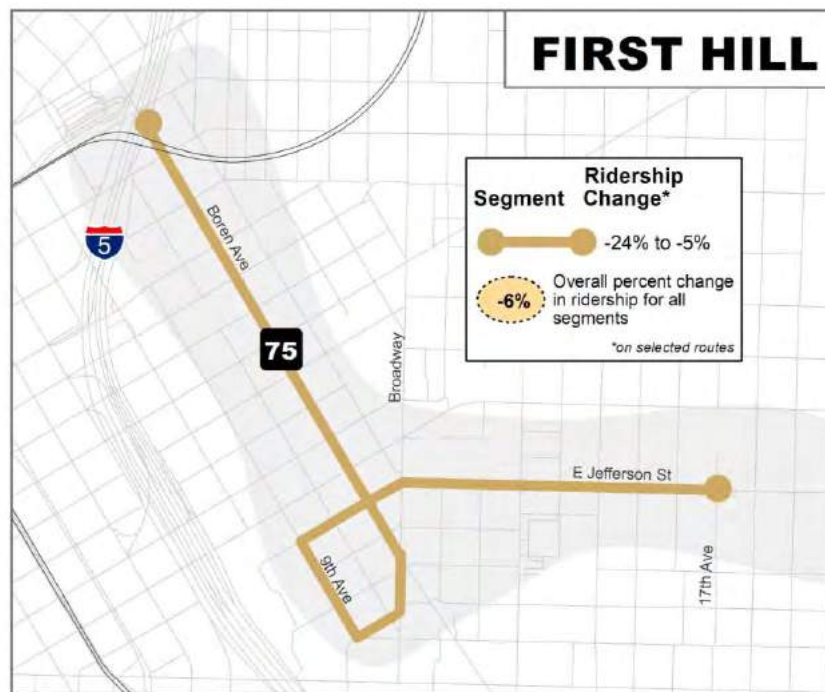 FIRST HILL
Segment
Ridership
Change*
-24% to -5%
-6%
Overall percent change
in ridership for all
segments
*on selected routes
5
Boren Ave
75
Broadway
E Jefferson St
9th Ave
17th Ave